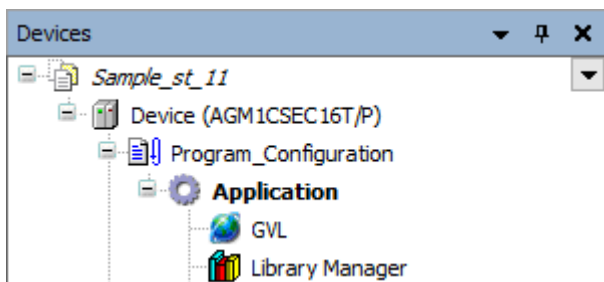 Devices
Sample_st_11
Device (AGM1CSEC16T/P)
Program_Configuration
Application
GVL
Library Manager